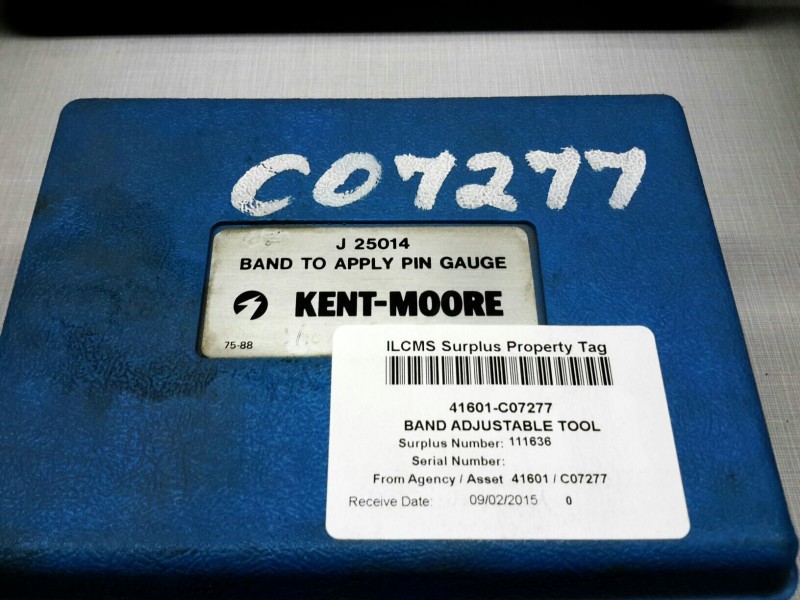 CO7277
J 25014
BAND TO APPLY PIN GAUGE
KENT-MOORE
75-88
ILCMS Surplus Property Tag
41601-C07277
BAND ADJUSTABLE TOOL
Surplus Number: 111636
Serial Number:
From Agency / Asset 41601 / C07277
Receive Date: 09/02/2015 0